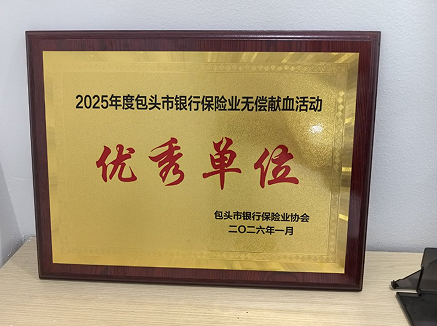 2025年度包头市银行保险业无偿献血活动
优秀单位
包头市银行保险业协会
二〇二六年一月